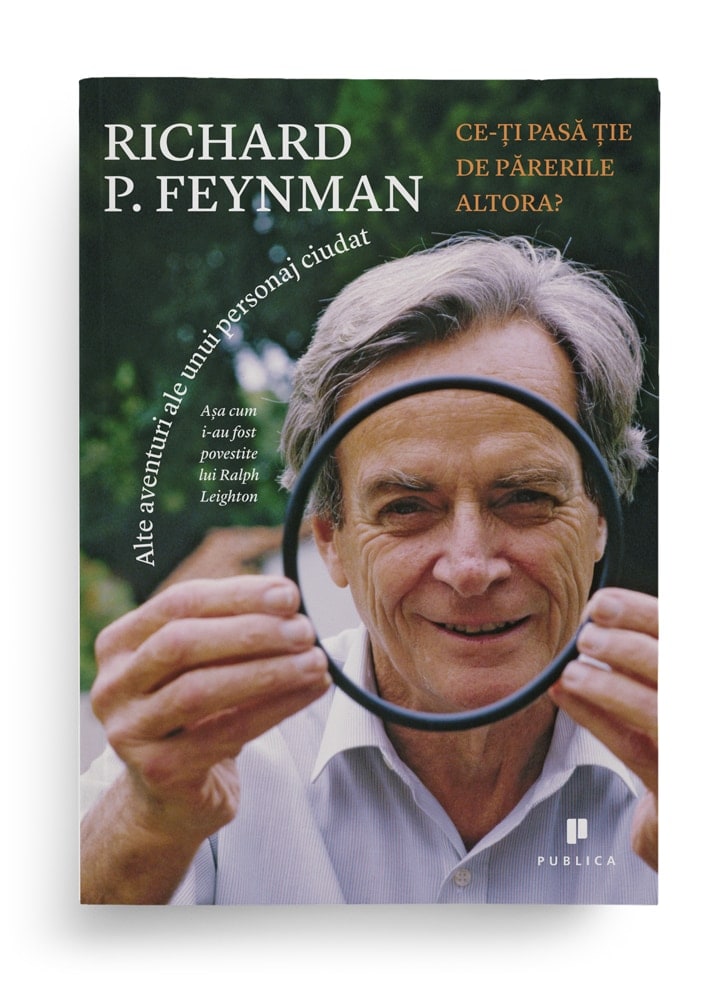 RICHARD
P. FEYNMAN
CE-ȚI PASĂ ȚIE
DE PĂRERILE
ALTORA?
Alte aventuri ale unui personaj ciudat
Așa cum
i-au fost
povestite
lui Ralph
Leighton
PUBLICA